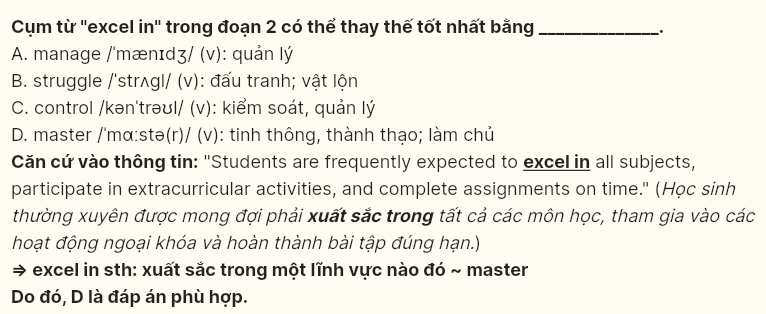 Cụm từ "excel in" trong đoạn 2 có thể thay thế tốt nhất bằng ______________.
A. manage /ˈmænɪdʒ/ (v): quản lý
B. struggle /ˈstrʌɡl/ (v): đấu tranh; vật lộn
C. control /kənˈtrəʊl/ (v): kiểm soát, quản lý
D. master /ˈmɑːstə(r)/ (v): tinh thông, thành thạo; làm chủ
Căn cứ vào thông tin: "Students are frequently expected to excel in all subjects,
participate in extracurricular activities, and complete assignments on time." (Học sinh
thường xuyên được mong đợi phải xuất sắc trong tất cả các môn học, tham gia vào các
hoạt động ngoại khóa và hoàn thành bài tập đúng hạn.)
⇒ excel in sth: xuất sắc trong một lĩnh vực nào đó ~ master
Do đó, D là đáp án phù hợp.